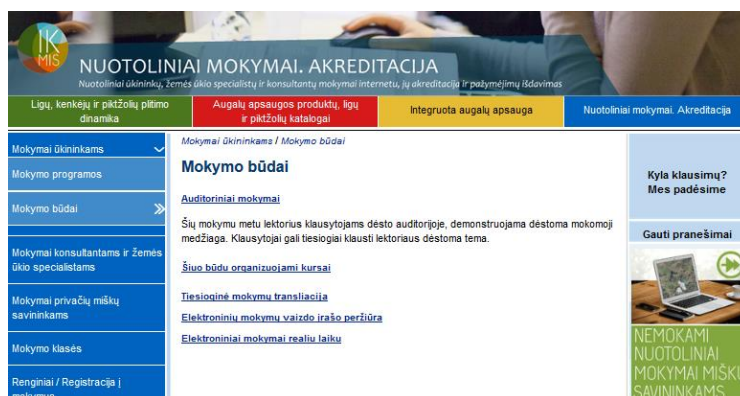 IK
MIS
NUOTOLINIAI MOKYMAI. AKREDITACIJA
Nuotoliniai ūkininkų, žemės ūkio specialistų ir konsultantų mokymai internetu, jų akreditacija ir pažymėjimų išdavimas
Ligų, kenkėjų ir piktžolių plitimo
dinamika
Augalų apsaugos produktų, ligų
ir piktžolių katalogai
Integruota augalų apsauga
Nuotoliniai mokymai. Akreditacija
Mokymai ūkininkams
Mokymo programos
Mokymo būdai
Mokymai konsultantams ir žemės
ūkio specialistams
Mokymai privačių miškų
savininkams
Mokymo klasės
Renginiai / Registracija į
mokymus
Mokymai ūkininkams / Mokymo būdai
Mokymo būdai
Auditoriniai mokymai
Šių mokymu metu lektorius klausytojams dėsto auditorijoje, demonstruojama dėstoma mokomoji
medžiaga. Klausytojai gali tiesiogiai klausti lektoriaus dėstoma tema.
Šiuo būdu organizuojami kursai
Tiesioginė mokymų transliacija
Elektroninių mokymų vaizdo įrašo peržiūra
Elektroniniai mokymai realiu laiku
Kyla klausimų?
Mes padėsime
Gauti pranešimai
NEMOKAMI
NUOTOLINIAI
MOKYMAI MIŠKŲ
SAVININKAMS